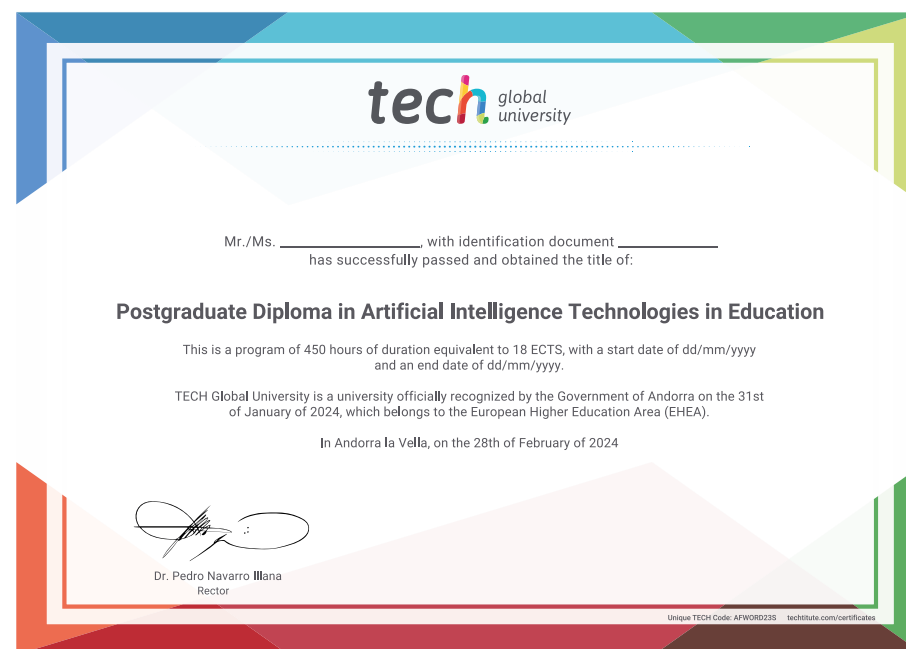 tech global university
Mr./Ms. ____________, with identification document ____________
has successfully passed and obtained the title of:
Postgraduate Diploma in Artificial Intelligence Technologies in Education
This is a program of 450 hours of duration equivalent to 18 ECTS, with a start date of dd/mm/yyyy
and an end date of dd/mm/yyyy.
TECH Global University is a university officially recognized by the Government of Andorra on the 31st
of January of 2024, which belongs to the European Higher Education Area (EHEA).
In Andorra la Vella, on the 28th of February of 2024
Dr. Pedro Navarro Illana
Rector
Unique TECH Code: AFWORD23S techtitute.com/certificates